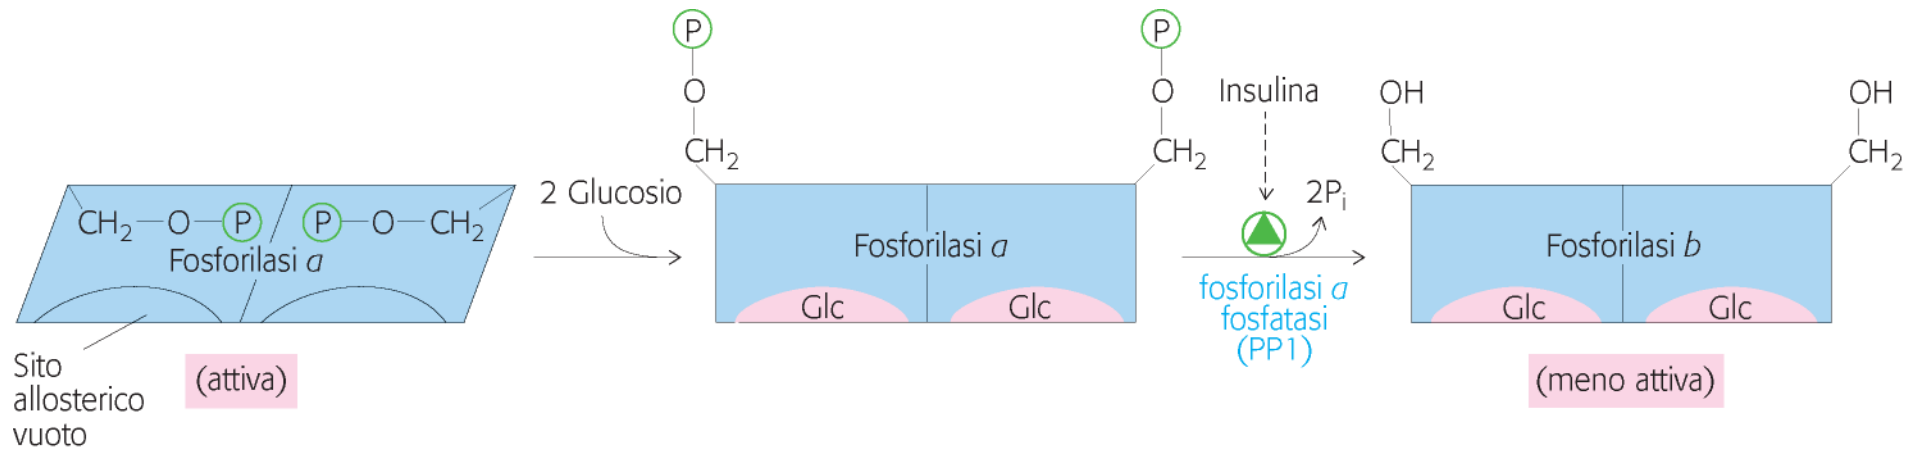 CH2—O—P
P—O—CH2
Fosforilasi a
Sito
allosterico
vuoto
(attiva)
2 Glucosio
P
O
CH2
P
O
CH2
Fosforilasi a
Glc
Glc
Insulina
2Pi
fosforilasi a
fosfatasi
(PP1)
OH
CH2
OH
CH2
Fosforilasi b
Glc
Glc
(meno attiva)